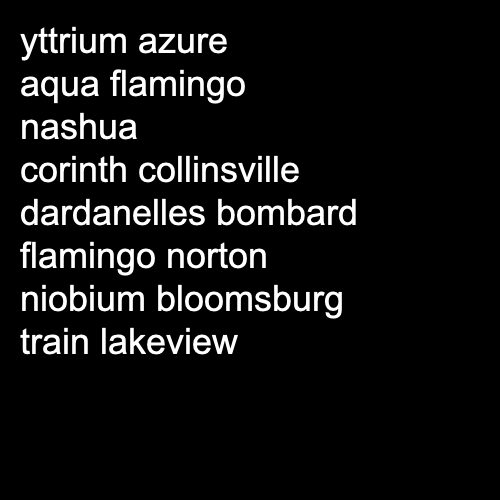 yttrium azure
aqua flamingo
nashua
corinth collinsville
dardanelles bombard
flamingo norton
niobium bloomsburg
train lakeview